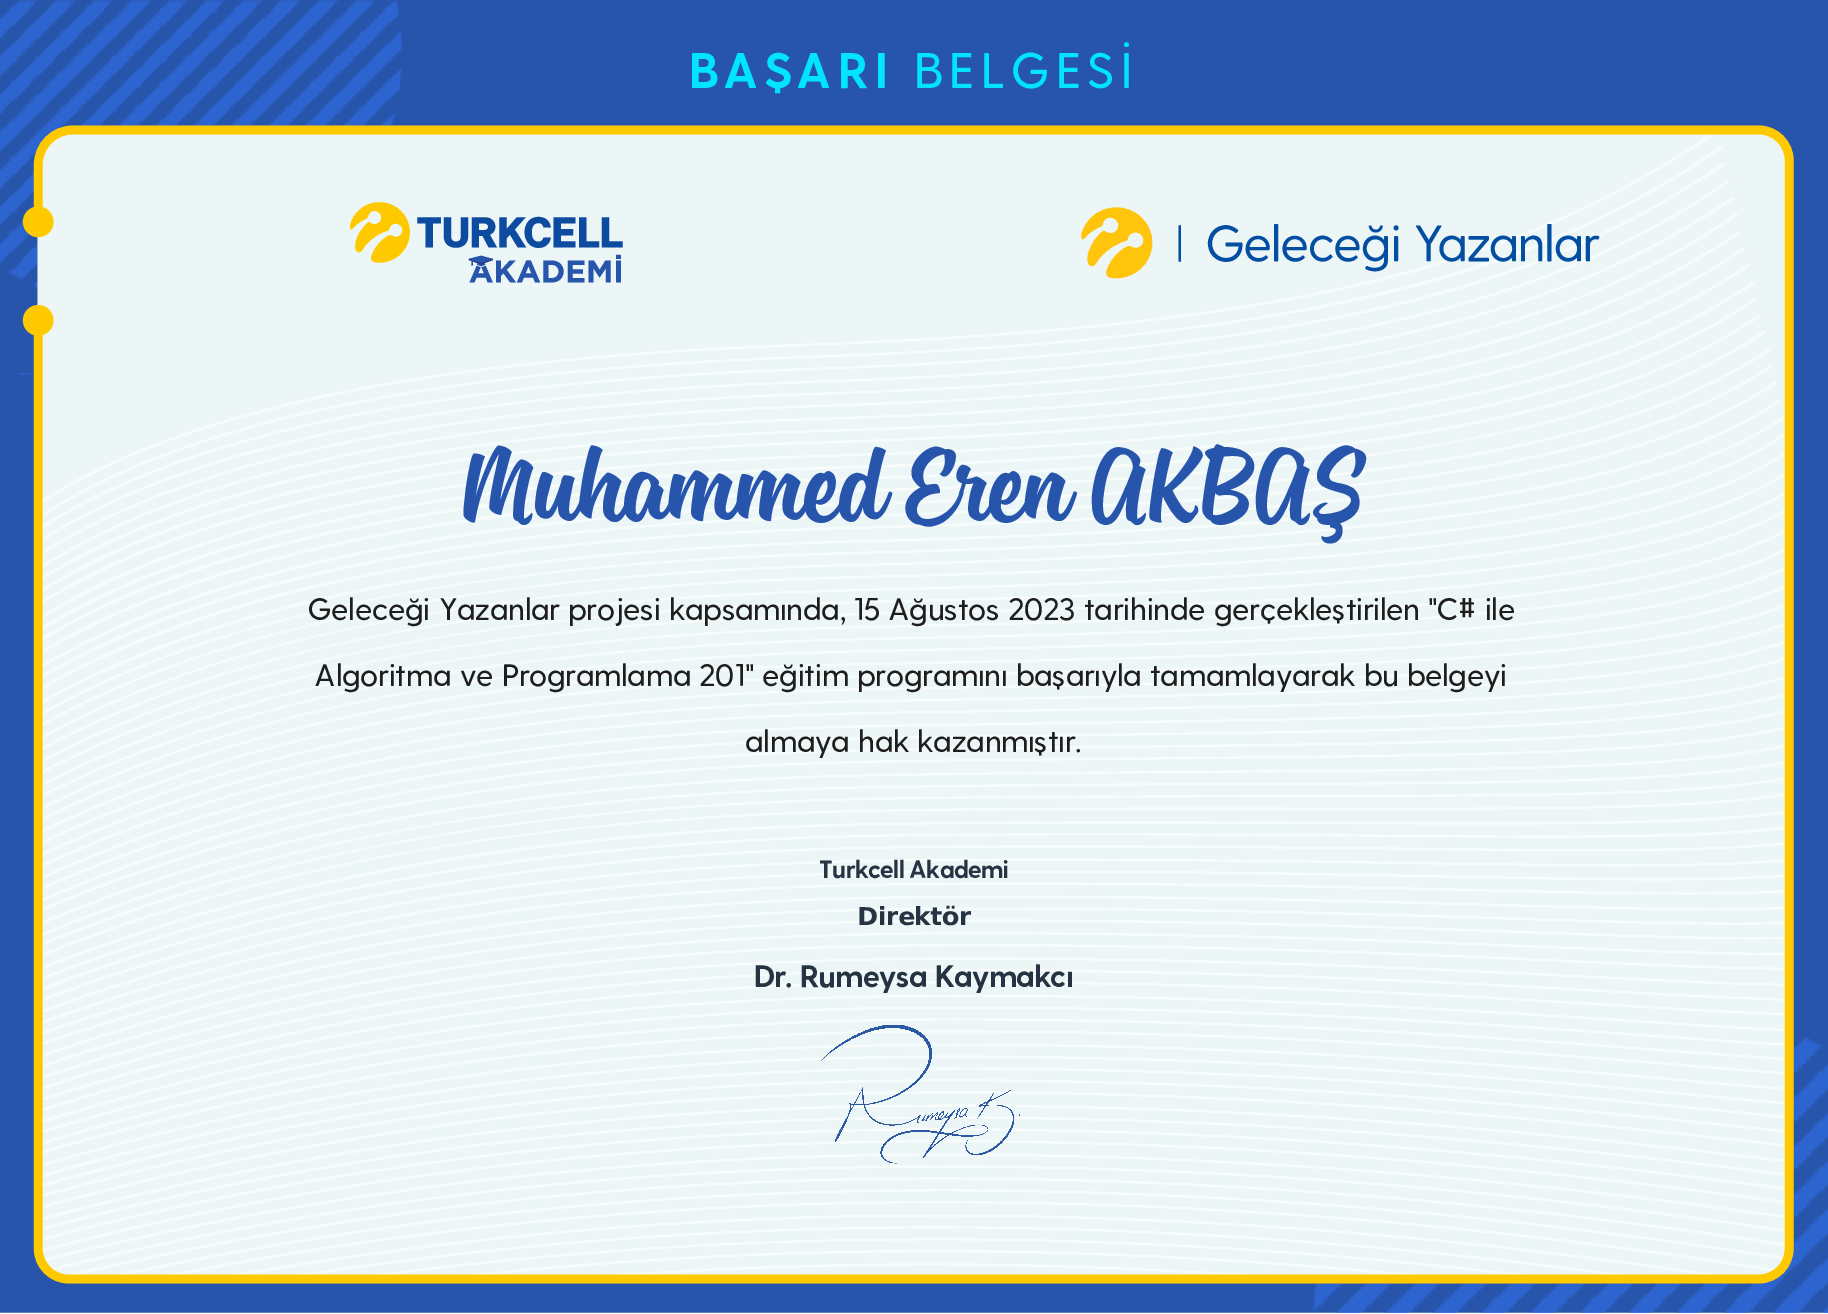 BAŞARI BELGESİ
TURKCELL
AKADEMİ
Geleceği Yazanlar
Muhammed Eren AKBAŞ
Geleceği Yazanlar projesi kapsamında, 15 Ağustos 2023 tarihinde gerçekleştirilen "C# ile
Algoritma ve Programlama 201" eğitim programını başarıyla tamamlayarak bu belgeyi
almaya hak kazanmıştır.
Turkcell Akademi
Direktör
Dr. Rumeysa Kaymakcı
Rumeysa K.